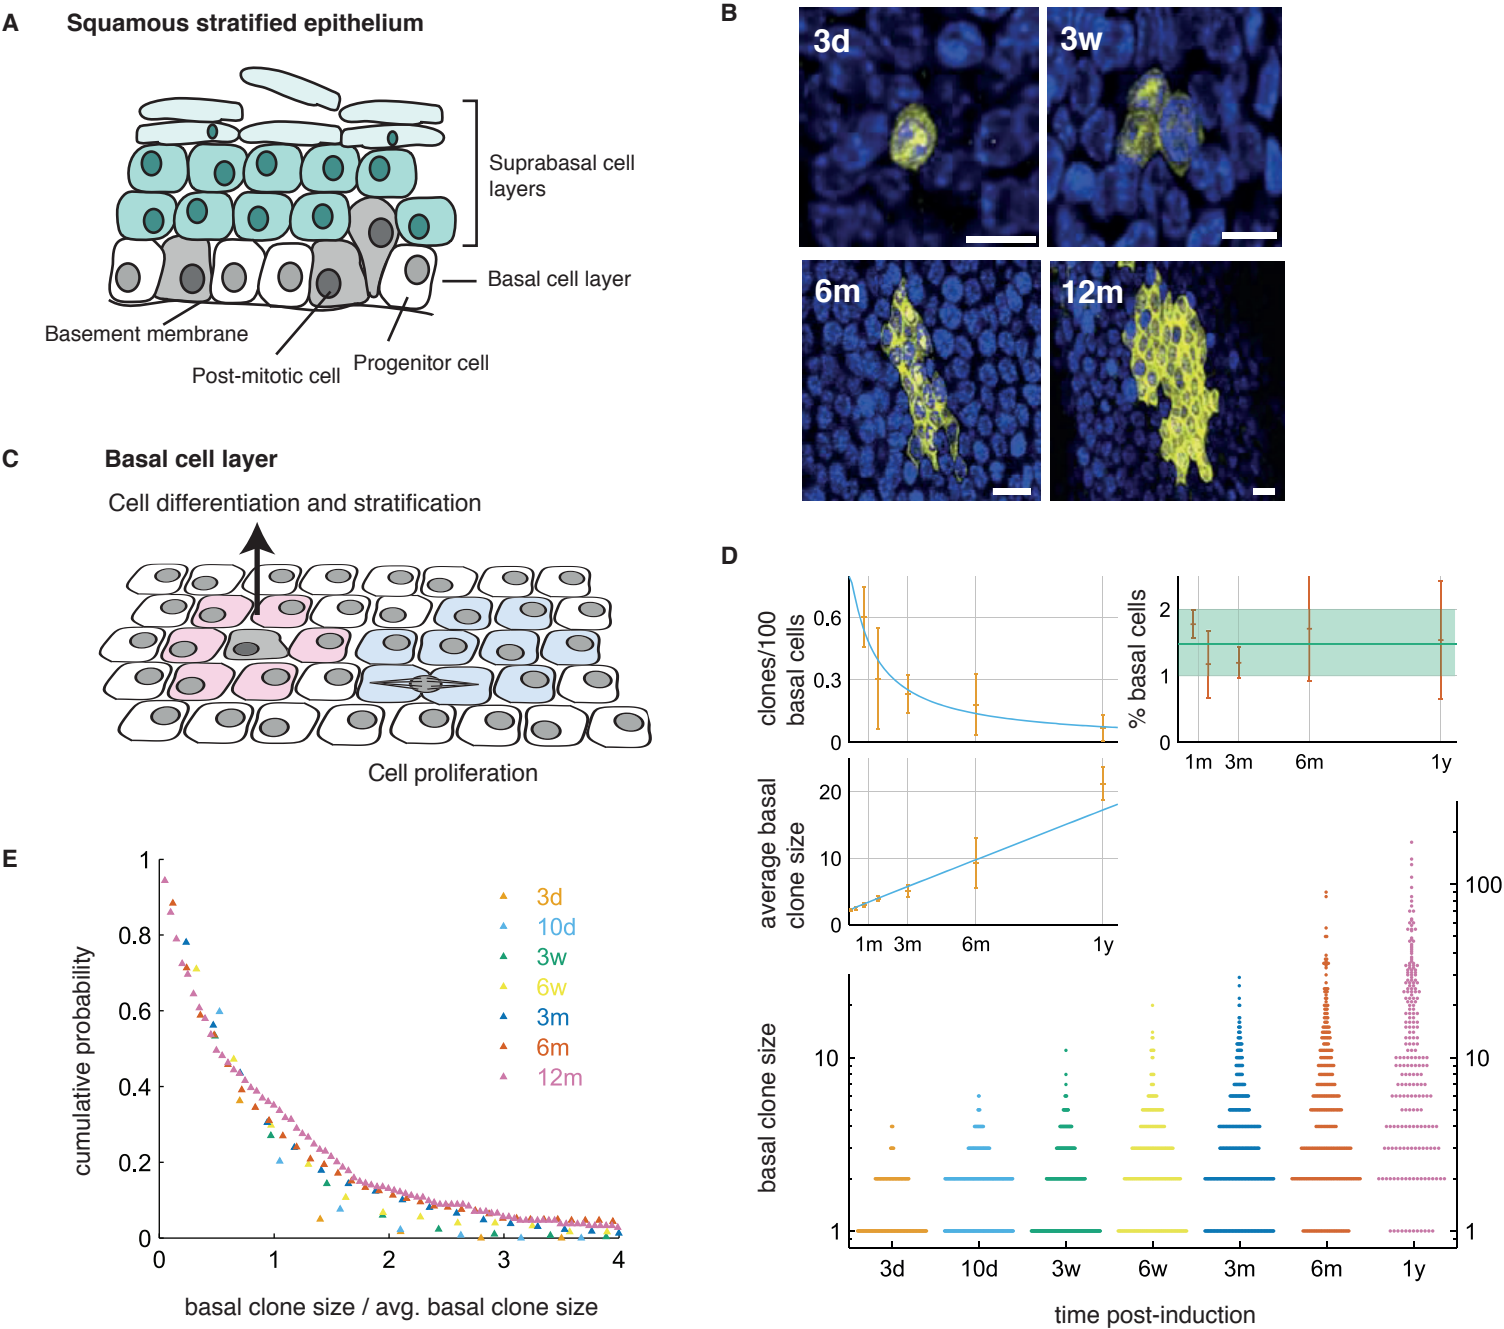 A
Squamous stratified epithelium
Suprabasal cell
layers
Basal cell layer
Basement membrane
Post-mitotic cell
Progenitor cell
B
3d
3w
6m
12m
C
Basal cell layer
Cell differentiation and stratification
Cell proliferation
D
clones/100
basal cells
0.6
0.3
0
% basal cells
2
1
0
1m 3m 6m 1y
average basal
clone size
20
10
0
1m 3m 6m 1y
basal clone size
10
1
100
10
1
3d 10d 3w 6w 3m 6m 1y
time post-induction
E
cumulative probability
1
0.8
0.6
0.4
0.2
0
0 1 2 3 4
basal clone size / avg. basal clone size
3d
10d
3w
6w
3m
6m
12m